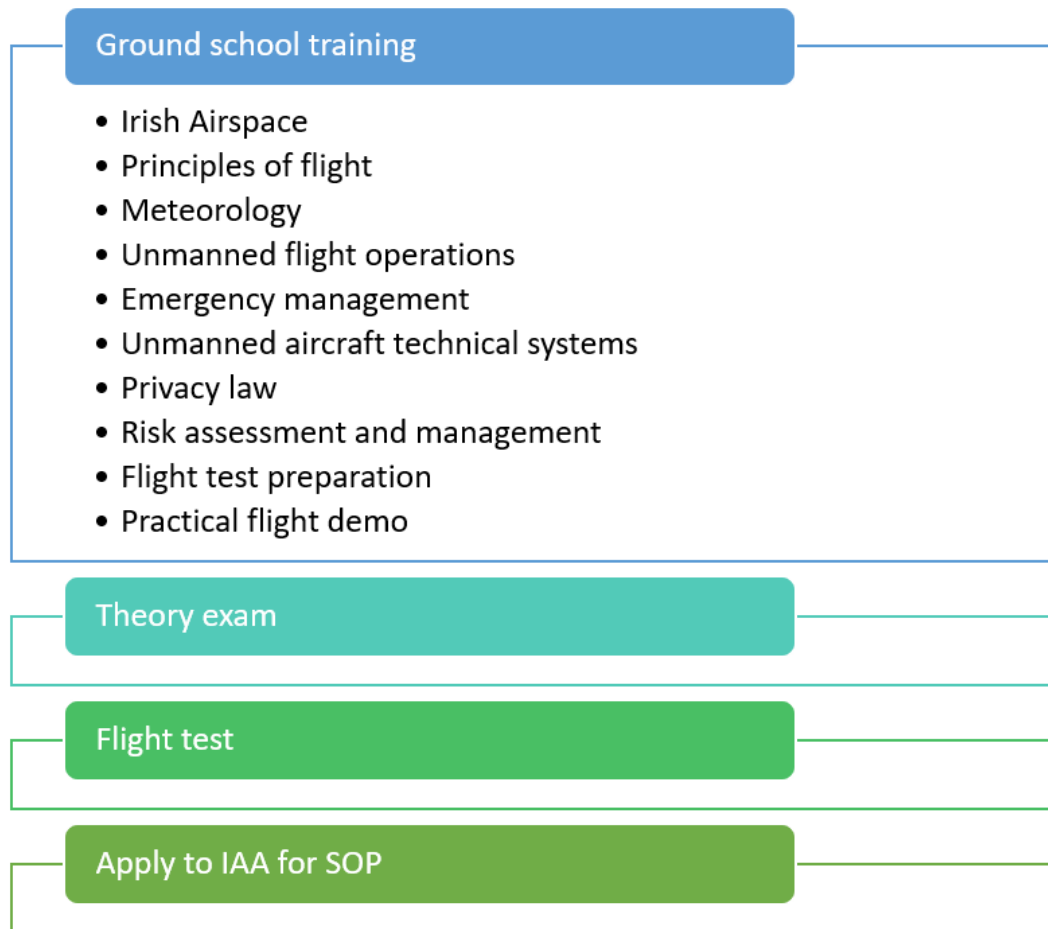 Ground school training
• Irish Airspace
• Principles of flight
• Meteorology
• Unmanned flight operations
• Emergency management
• Unmanned aircraft technical systems
• Privacy law
• Risk assessment and management
• Flight test preparation
• Practical flight demo
Theory exam
Flight test
Apply to IAA for SOP